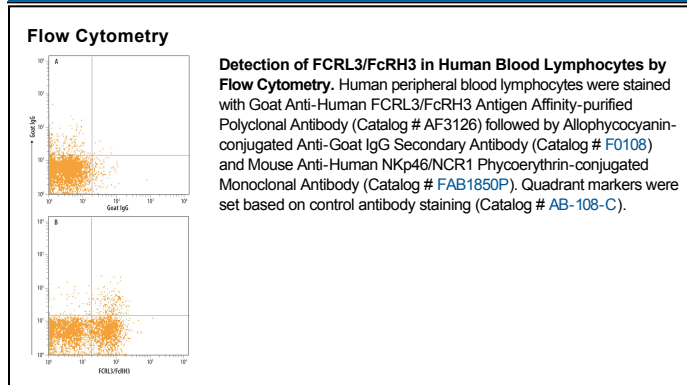 Flow Cytometry
Detection of FCRL3/FcRH3 in Human Blood Lymphocytes by
Flow Cytometry. Human peripheral blood lymphocytes were stained
with Goat Anti-Human FCRL3/FcRH3 Antigen Affinity-purified
Polyclonal Antibody (Catalog # AF3126) followed by Allophycocyanin-
conjugated Anti-Goat IgG Secondary Antibody (Catalog # F0108)
and Mouse Anti-Human NKp46/NCR1 Phycoerythrin-conjugated
Monoclonal Antibody (Catalog # FAB1850P). Quadrant markers were
set based on control antibody staining (Catalog # AB-108-C).
A
Goat IgG
Goat IgG
B
FCRL3/FcRH3